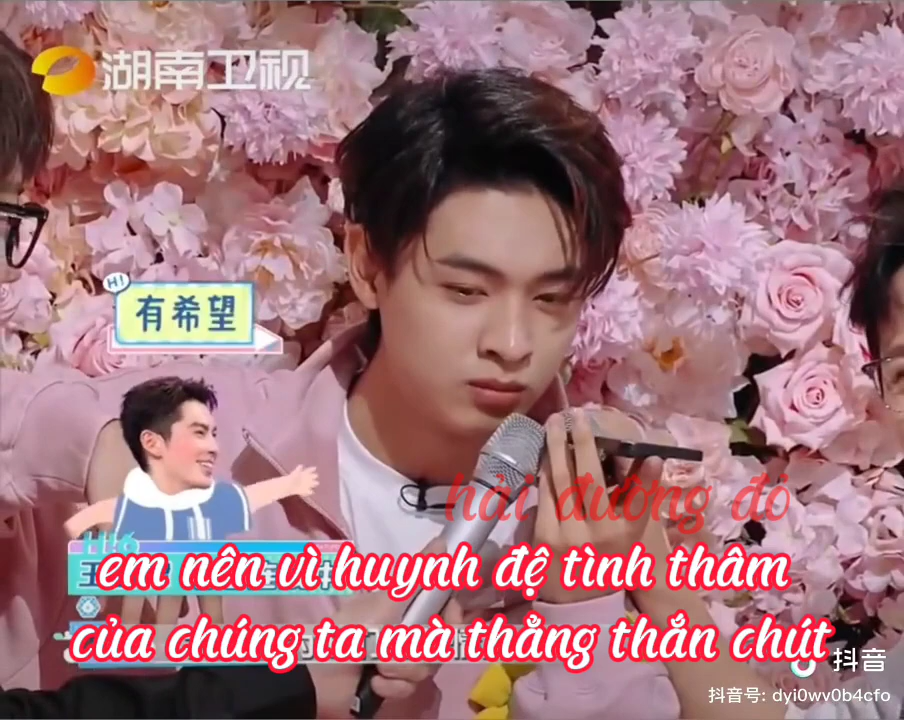 湖南卫视
H!
有希望
hải đường đỏ
H!6
em nên vì huynh đệ tình thâm
của chúng ta mà thẳng thắn chút
抖音
抖音号: dyi0wv0b4cfo